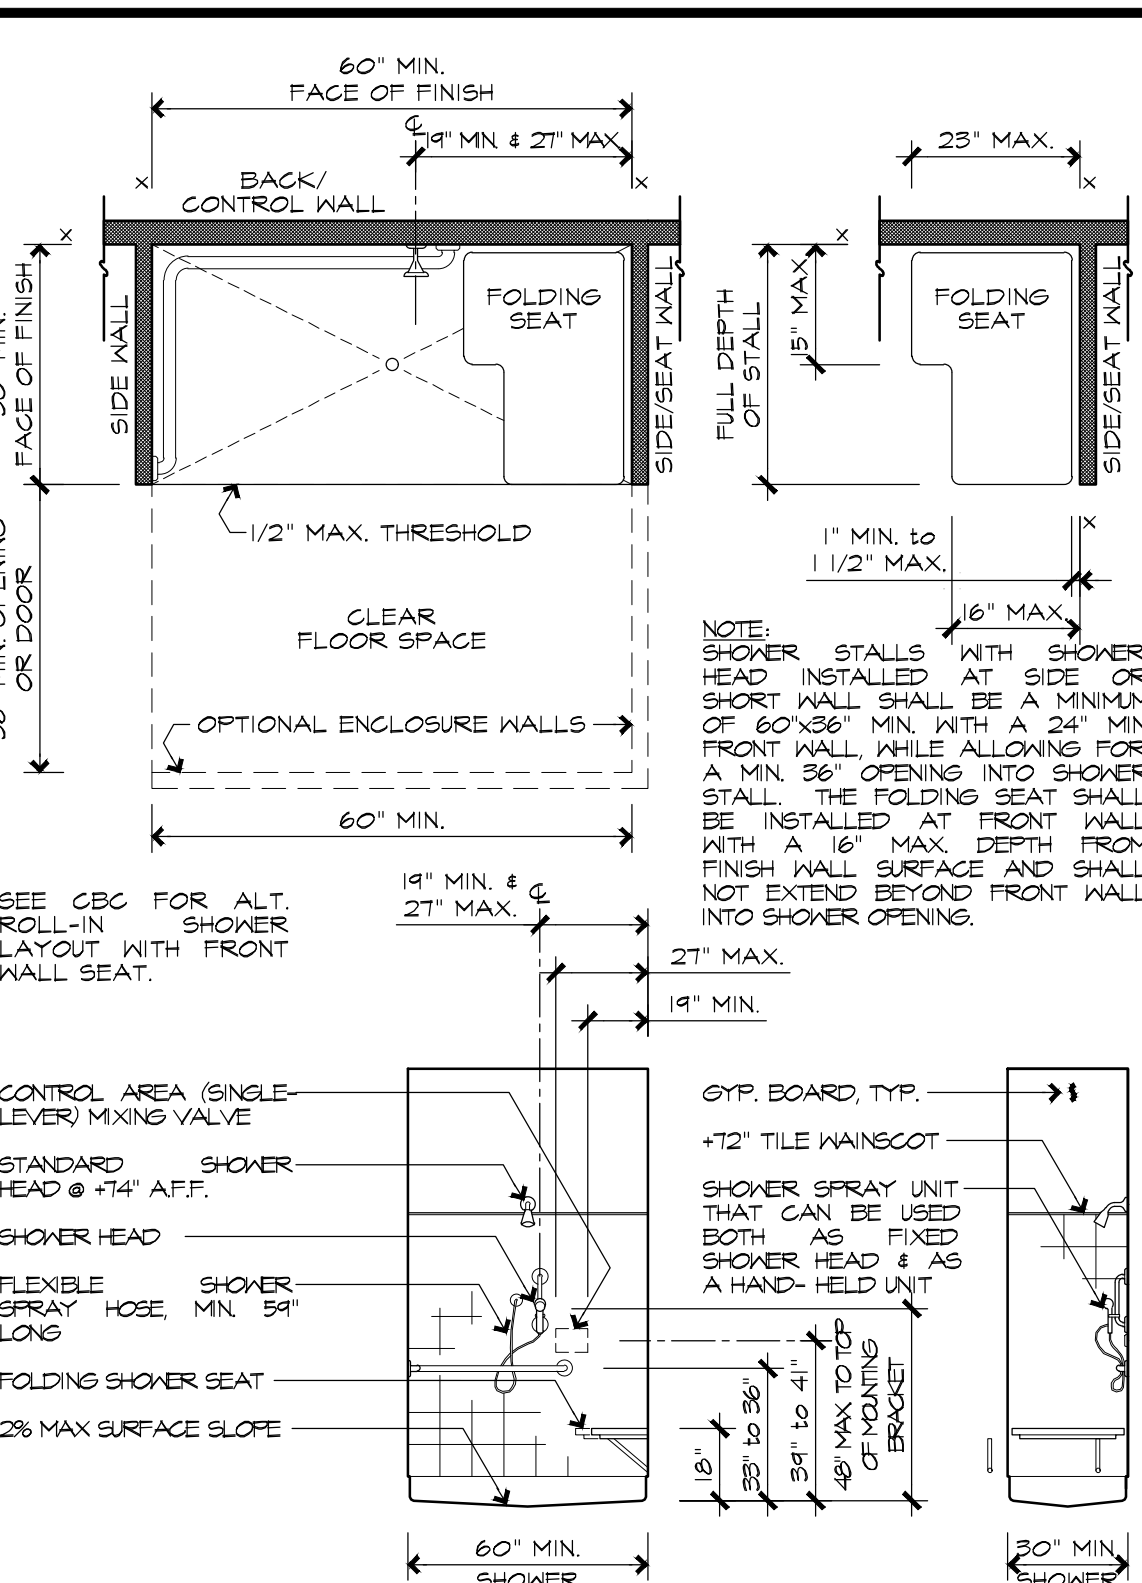 60" MIN.
FACE OF FINISH
℄
19" MIN. & 27" MAX.
23" MAX.
x
x
x
BACK/
CONTROL WALL
x
x
FACE OF FINISH
SIDE WALL
FOLDING
SEAT
SIDE/SEAT WALL
FULL DEPTH
OF STALL
15" MAX
FOLDING
SEAT
SIDE/SEAT WALL
1/2" MAX. THRESHOLD
MIN. OPENING
OR DOOR
x
1" MIN. to
1 1/2" MAX.
16" MAX.
CLEAR
FLOOR SPACE
OPTIONAL ENCLOSURE WALLS
60" MIN.
NOTE:
SHOWER STALLS WITH SHOWER
HEAD INSTALLED AT SIDE OR
SHORT WALL SHALL BE A MINIMUM
OF 60"x36" MIN. WITH A 24" MIN
FRONT WALL, WHILE ALLOWING FOR
A MIN. 36" OPENING INTO SHOWER
STALL. THE FOLDING SEAT SHALL
BE INSTALLED AT FRONT WALL
WITH A 16" MAX. DEPTH FROM
FINISH WALL SURFACE AND SHALL
NOT EXTEND BEYOND FRONT WALL
INTO SHOWER OPENING.
SEE CBC FOR ALT.
ROLL-IN SHOWER
LAYOUT WITH FRONT
WALL SEAT.
19" MIN. &
27" MAX.
℄
27" MAX.
19" MIN.
CONTROL AREA (SINGLE-
LEVER) MIXING VALVE
STANDARD SHOWER
HEAD @ +74" A.F.F.
SHOWER HEAD
FLEXIBLE SHOWER
SPRAY HOSE, MIN. 59"
LONG
FOLDING SHOWER SEAT
2% MAX SURFACE SLOPE
GYP. BOARD, TYP.
+72" TILE WAINSCOT
SHOWER SPRAY UNIT
THAT CAN BE USED
BOTH AS FIXED
SHOWER HEAD & AS
A HAND- HELD UNIT
18"
33" to 36"
39" to 41"
48" MAX TO TOP
OF MOUNTING
BRACKET
60" MIN.
SHOWER
30" MIN.
SHOWER